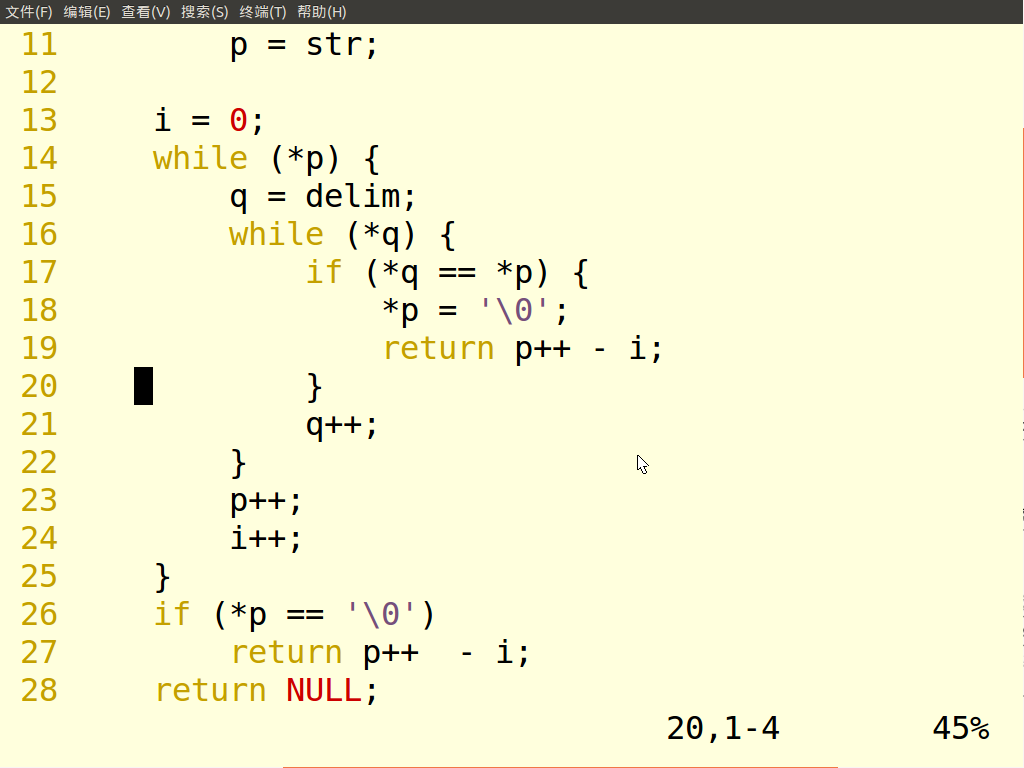 文件(F) 编辑(E) 查看(V) 搜索(S) 终端(T) 帮助(H)
11         p = str;
12
13     i = 0;
14     while (*p) {
15         q = delim;
16         while (*q) {
17             if (*q == *p) {
18                 *p = '\0';
19                 return p++ - i;
20             }
21             q++;
22         }
23         p++;
24         i++;
25     }
26     if (*p == '\0')
27         return p++  - i;
28     return NULL;
20,1-4 45%